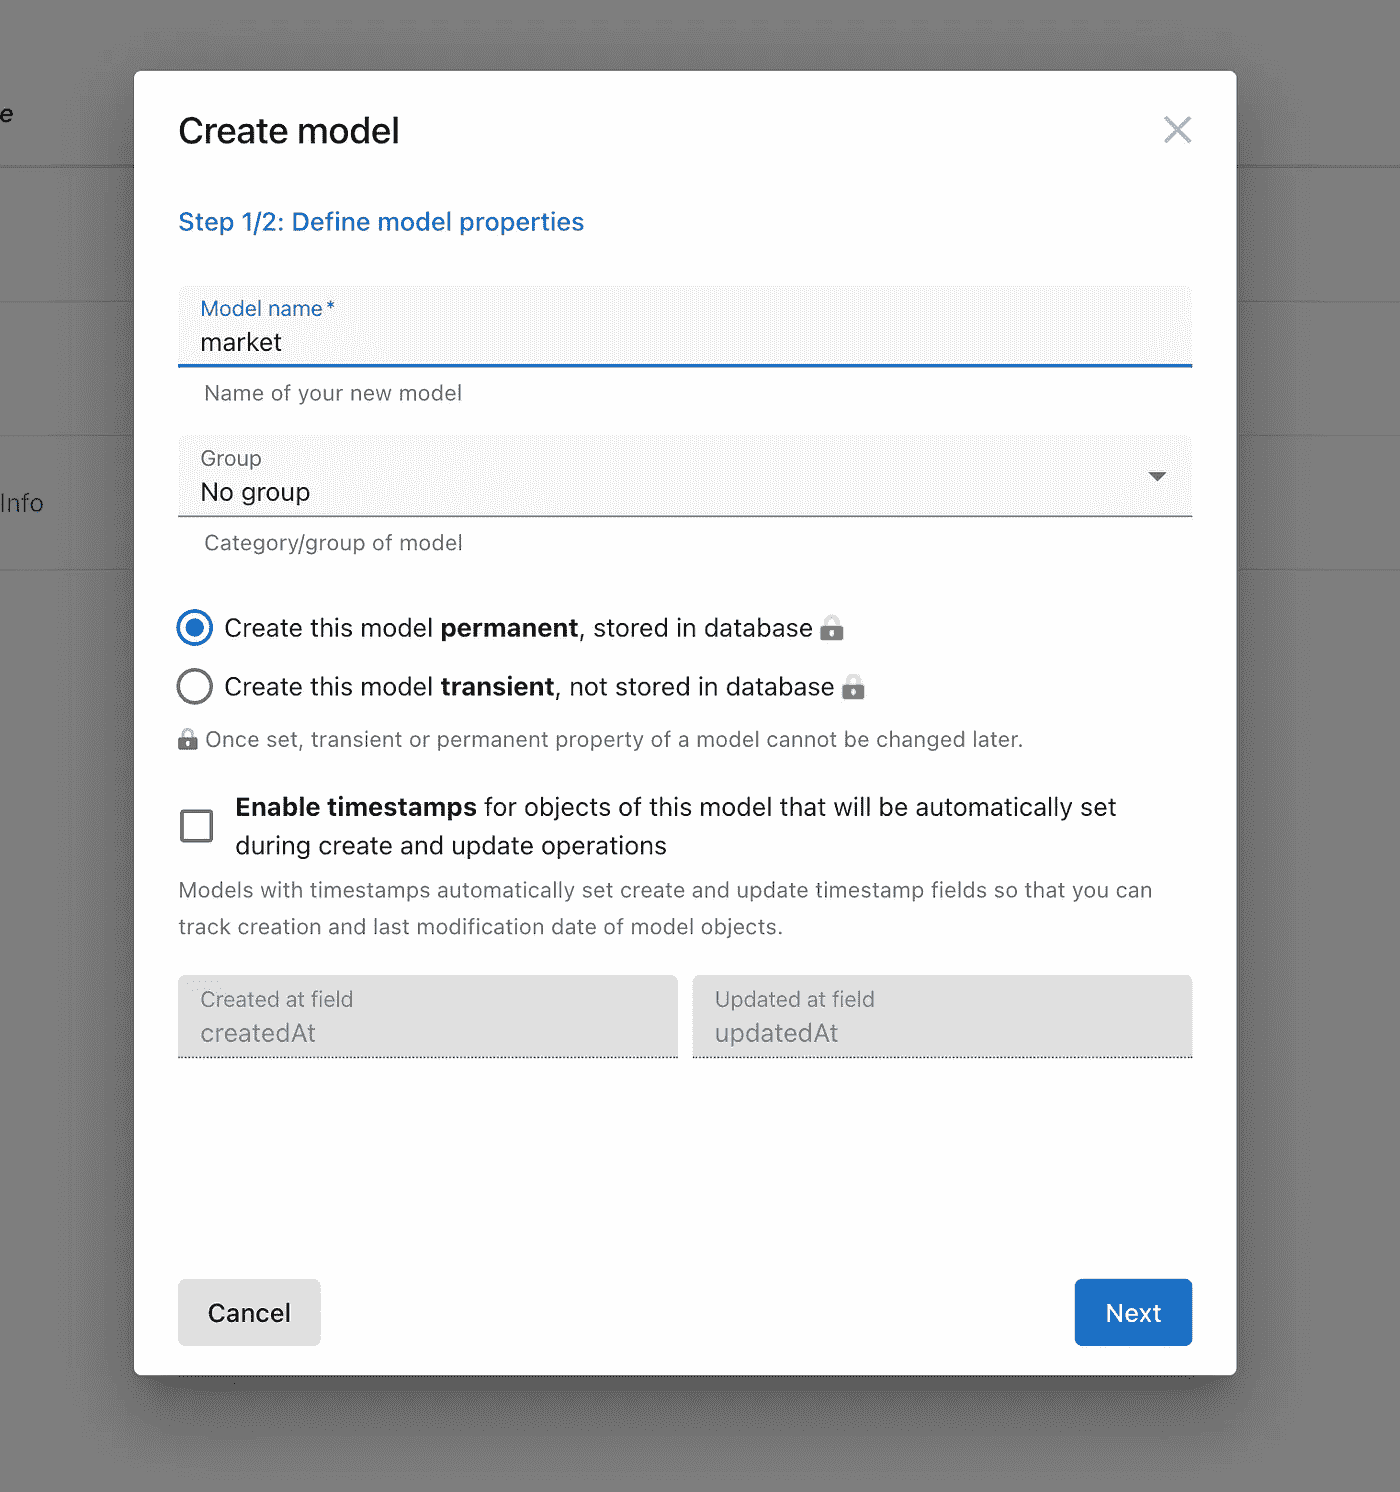 e
Create model
Step 1/2: Define model properties
Model name *
market
Name of your new model
Group
No group
Info
Category/group of model
Create this model permanent, stored in database
Create this model transient, not stored in database
Once set, transient or permanent property of a model cannot be changed later.
Enable timestamps for objects of this model that will be automatically set
during create and update operations
Models with timestamps automatically set create and update timestamp fields so that you can
track creation and last modification date of model objects.
Created at field
createdAt
Updated at field
updatedAt
Cancel
Next